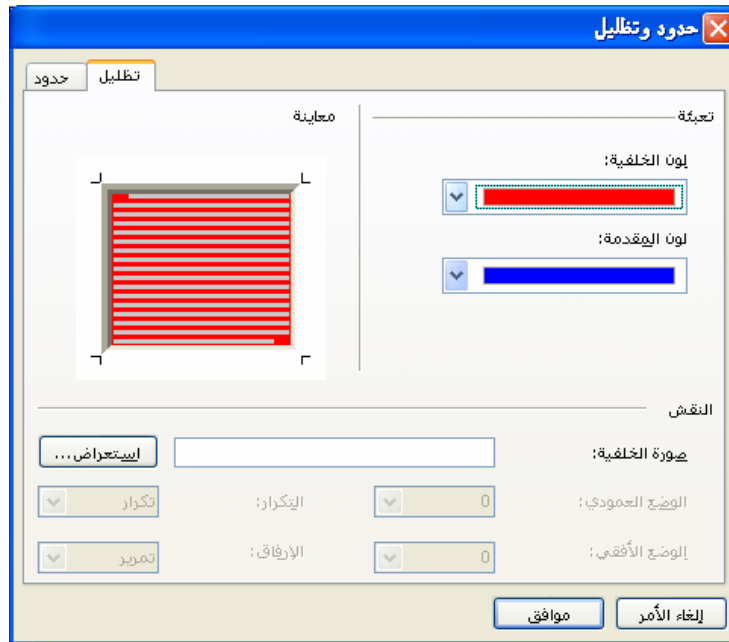 حدود وتظليل
تظليل
حدود
تعبئة
معاينة
لون الخلفية:
لون المقدمة:
النقش
صورة الخلفية:
استعراض...
الوضع العمودي:
0
التكرار:
تكرار
الوضع الأفقي:
0
الإرفاق:
تمرير
إلغاء الأمر
موافق